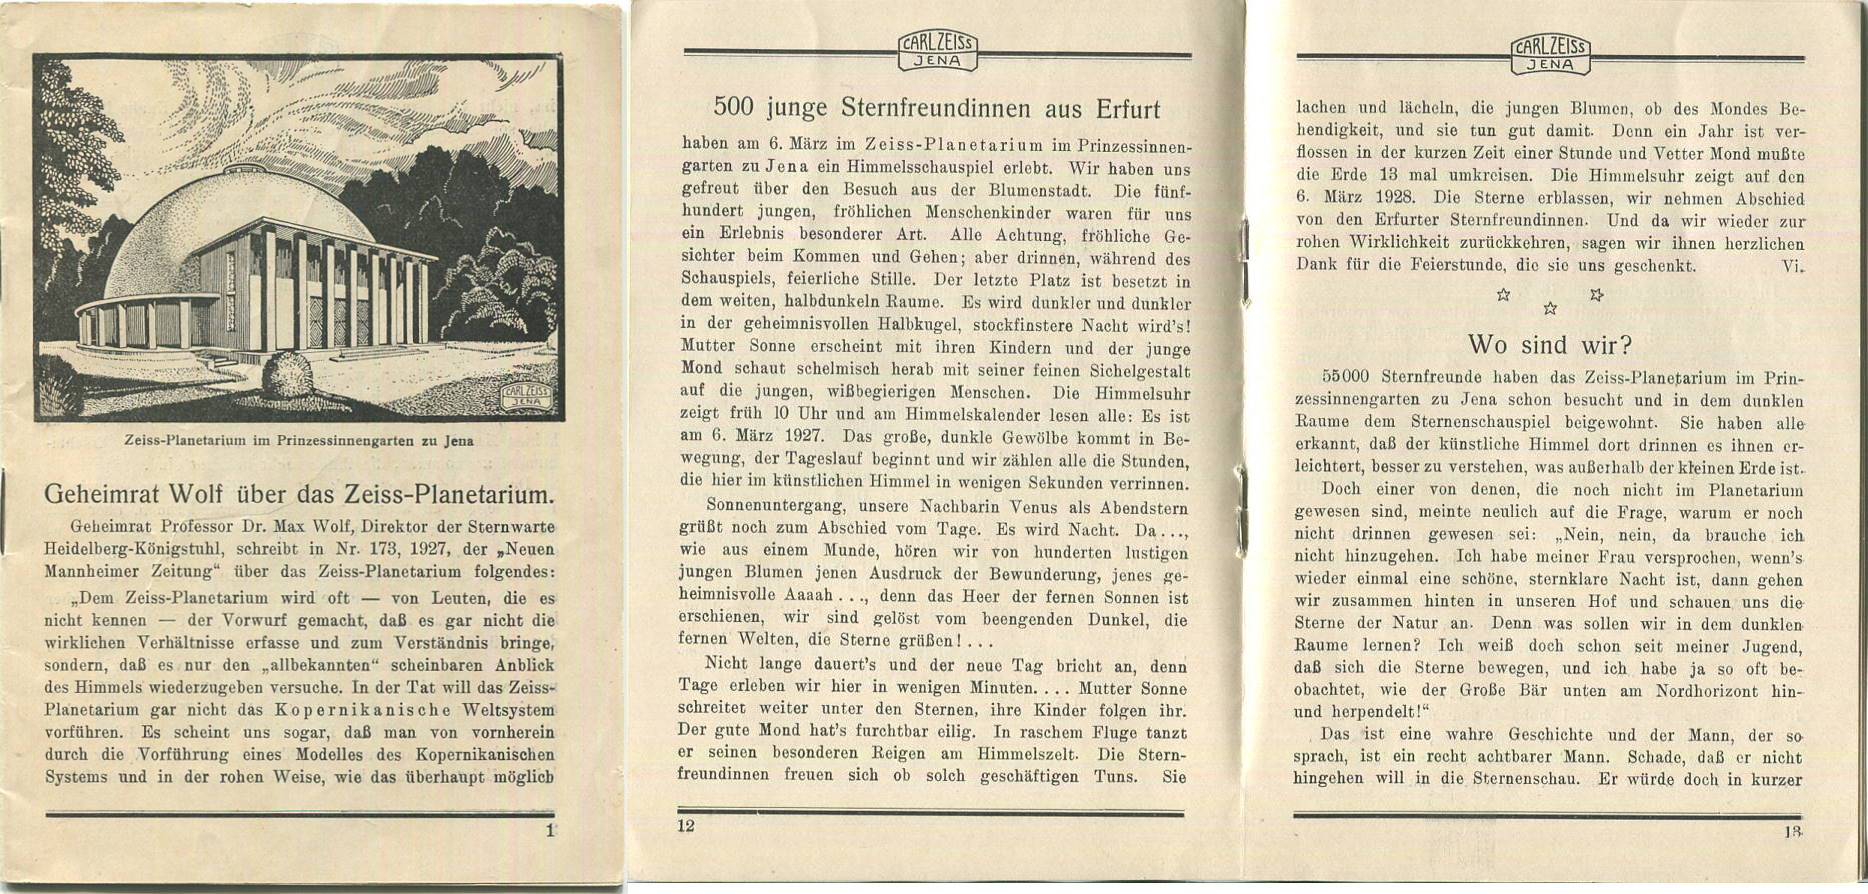 CARL ZEISS
JENA
Zeiss-Planetarium im Prinzessinnengarten zu Jena
Geheimrat Wolf über das Zeiss-Planetarium.
Geheimrat Professor Dr. Max Wolf, Direktor der Sternwarte
Heidelberg-Königstuhl, schreibt in Nr. 173, 1927, der „Neuen
Mannheimer Zeitung“ über das Zeiss-Planetarium folgendes:
„Dem Zeiss-Planetarium wird oft — von Leuten, die es
nicht kennen — der Vorwurf gemacht, daß es gar nicht die
wirklichen Verhältnisse erfasse und zum Verständnis bringe,
sondern, daß es nur den „allbekannten“ scheinbaren Anblick
des Himmels wiederzugeben versuche. In der Tat will das Zeiss-
Planetarium gar nicht das Kopernikanische Weltsystem
vorführen. Es scheint uns sogar, daß man von vornherein
durch die Vorführung eines Modelles des Kopernikanischen
Systems und in der rohen Weise, wie das überhaupt möglich
1
CARL ZEISS
JENA
500 junge Sternfreundinnen aus Erfurt
haben am 6. März im Zeiss-Planetarium im Prinzessinnen-
garten zu Jena ein Himmelsschauspiel erlebt. Wir haben uns
gefreut über den Besuch aus der Blumenstadt. Die fünf-
hundert jungen, fröhlichen Menschenkinder waren für uns
ein Erlebnis besonderer Art. Alle Achtung, fröhliche Ge-
sichter beim Kommen und Gehen; aber drinnen, während des
Schauspiels, feierliche Stille. Der letzte Platz ist besetzt in
dem weiten, halbdunkeln Raume. Es wird dunkler und dunkler
in der geheimnisvollen Halbkugel, stockfinstere Nacht wird's!
Mutter Sonne erscheint mit ihren Kindern und der junge
Mond schaut schelmisch herab mit seiner feinen Sichelgestalt
auf die jungen, wißbegierigen Menschen. Die Himmelsuhr
zeigt früh 10 Uhr und am Himmelskalender lesen alle: Es ist
am 6. März 1927. Das große, dunkle Gewölbe kommt in Be-
wegung, der Tageslauf beginnt und wir zählen alle die Stunden,
die hier im künstlichen Himmel in wenigen Sekunden verrinnen.
Sonnenuntergang, unsere Nachbarin Venus als Abendstern
grüßt noch zum Abschied vom Tage. Es wird Nacht. Da...,
wie aus einem Munde, hören wir von hunderten lustigen
jungen Blumen jenen Ausdruck der Bewunderung, jenes ge-
heimnisvolle Aaaah..., denn das Heer der fernen Sonnen ist
erschienen, wir sind gelöst vom beengenden Dunkel, die
fernen Welten, die Sterne grüßen!...
Nicht lange dauert's und der neue Tag bricht an, denn
Tage erleben wir hier in wenigen Minuten.... Mutter Sonne
schreitet weiter unter den Sternen, ihre Kinder folgen ihr.
Der gute Mond hat's furchtbar eilig. In raschem Fluge tanzt
er seinen besonderen Reigen am Himmelszelt. Die Stern-
freundinnen freuen sich ob solch geschäftigen Tuns. Sie
12
CARL ZEISS
JENA
lachen und lächeln, die jungen Blumen, ob des Mondes Be-
hendigkeit, und sie tun gut damit. Denn ein Jahr ist ver-
flossen in der kurzen Zeit einer Stunde und Vetter Mond mußte
die Erde 13 mal umkreisen. Die Himmelsuhr zeigt auf den
6. März 1928. Die Sterne erblassen, wir nehmen Abschied
von den Erfurter Sternfreundinnen. Und da wir wieder zur
rohen Wirklichkeit zurückkehren, sagen wir ihnen herzlichen
Dank für die Feierstunde, die sie uns geschenkt. Vi.
Wo sind wir?
55000 Sternfreunde haben das Zeiss-Planetarium im Prin-
zessinnengarten zu Jena schon besucht und in dem dunklen
Raume dem Sternenschauspiel beigewohnt. Sie haben alle
erkannt, daß der künstliche Himmel dort drinnen es ihnen er-
leichtert, besser zu verstehen, was außerhalb der kleinen Erde ist.
Doch einer von denen, die noch nicht im Planetarium
gewesen sind, meinte neulich auf die Frage, warum er noch
nicht drinnen gewesen sei: „Nein, nein, da brauche ich
nicht hinzugehen. Ich habe meiner Frau versprochen, wenn's
wieder einmal eine schöne, sternklare Nacht ist, dann gehen
wir zusammen hinten in unseren Hof und schauen uns die
Sterne der Natur an. Denn was sollen wir in dem dunklen
Raume lernen? Ich weiß doch schon seit meiner Jugend,
daß sich die Sterne bewegen, und ich habe ja so oft be-
obachtet, wie der Große Bär unten am Nordhorizont hin-
und herpendelt!“
Das ist eine wahre Geschichte und der Mann, der so
sprach, ist ein recht achtbarer Mann. Schade, daß er nicht
hingehen will in die Sternenschau. Er würde doch in kurzer
13